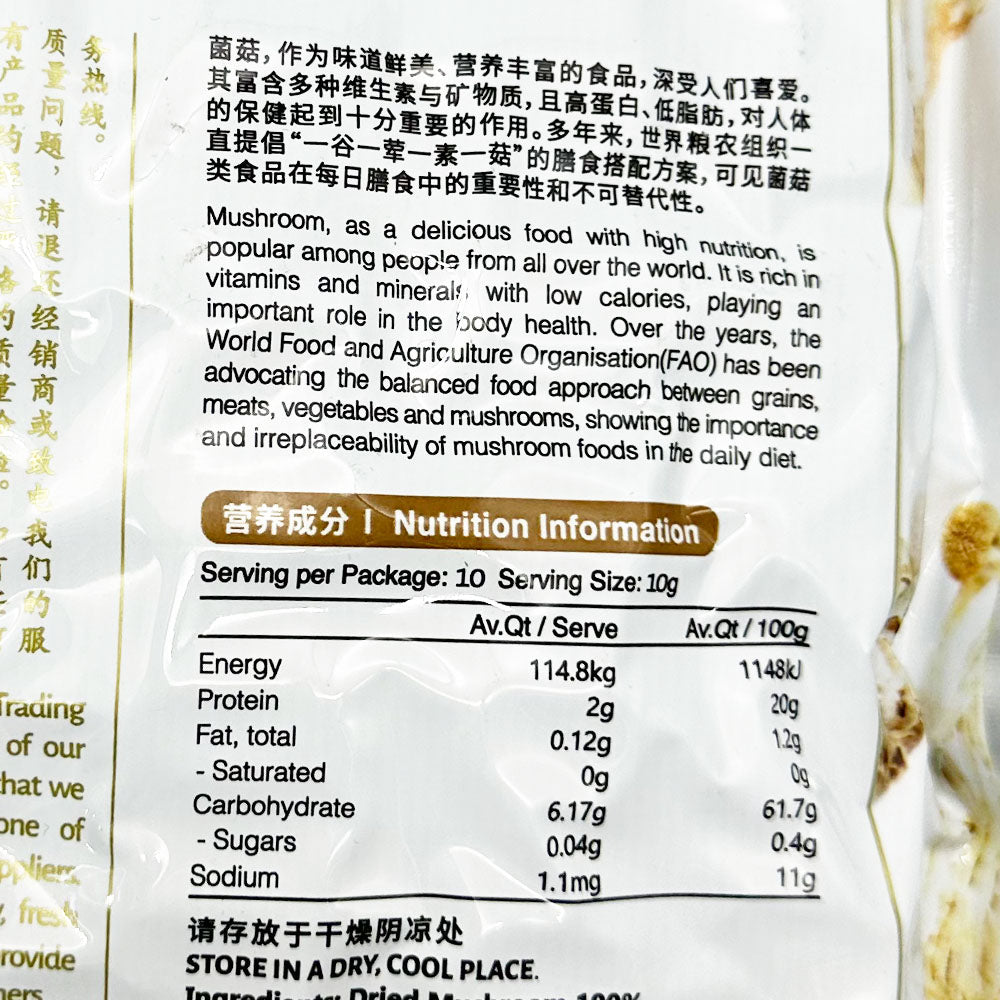 务热线。
质量问题，请退还经销商或致电我们的服
菌菇，作为味道鲜美、营养丰富的食品，深受人们喜爱。
其富含多种维生素与矿物质，且高蛋白、低脂肪，对人体
的保健起到十分重要的作用。多年来，世界粮农组织一
直提倡“一谷一荤一素一菇”的膳食搭配方案，可见菌菇
类食品在每日膳食中的重要性和不可替代性。
Mushroom, as a delicious food with high nutrition, is
popular among people from all over the world. It is rich in
vitamins and minerals with low calories, playing an
important role in the body health. Over the years, the
World Food and Agriculture Organisation(FAO) has been
advocating the balanced food approach between grains,
meats, vegetables and mushrooms, showing the importance
and irreplaceability of mushroom foods in the daily diet.
营养成分 | Nutrition Information
Serving per Package: 10 Serving Size: 10g
Av.Qt / Serve Av.Qt / 100g
Energy 114.8kg 1148kJ
Protein 2g 20g
Fat, total 0.12g 1.2g
- Saturated 0g 0g
Carbohydrate 6.17g 61.7g
- Sugars 0.04g 0.4g
Sodium 1.1mg 11g
请存放于干燥阴凉处
STORE IN A DRY, COOL PLACE.
Ingredients: Dried Mushroom 100%
Trading
of our
that we
one of
fresh